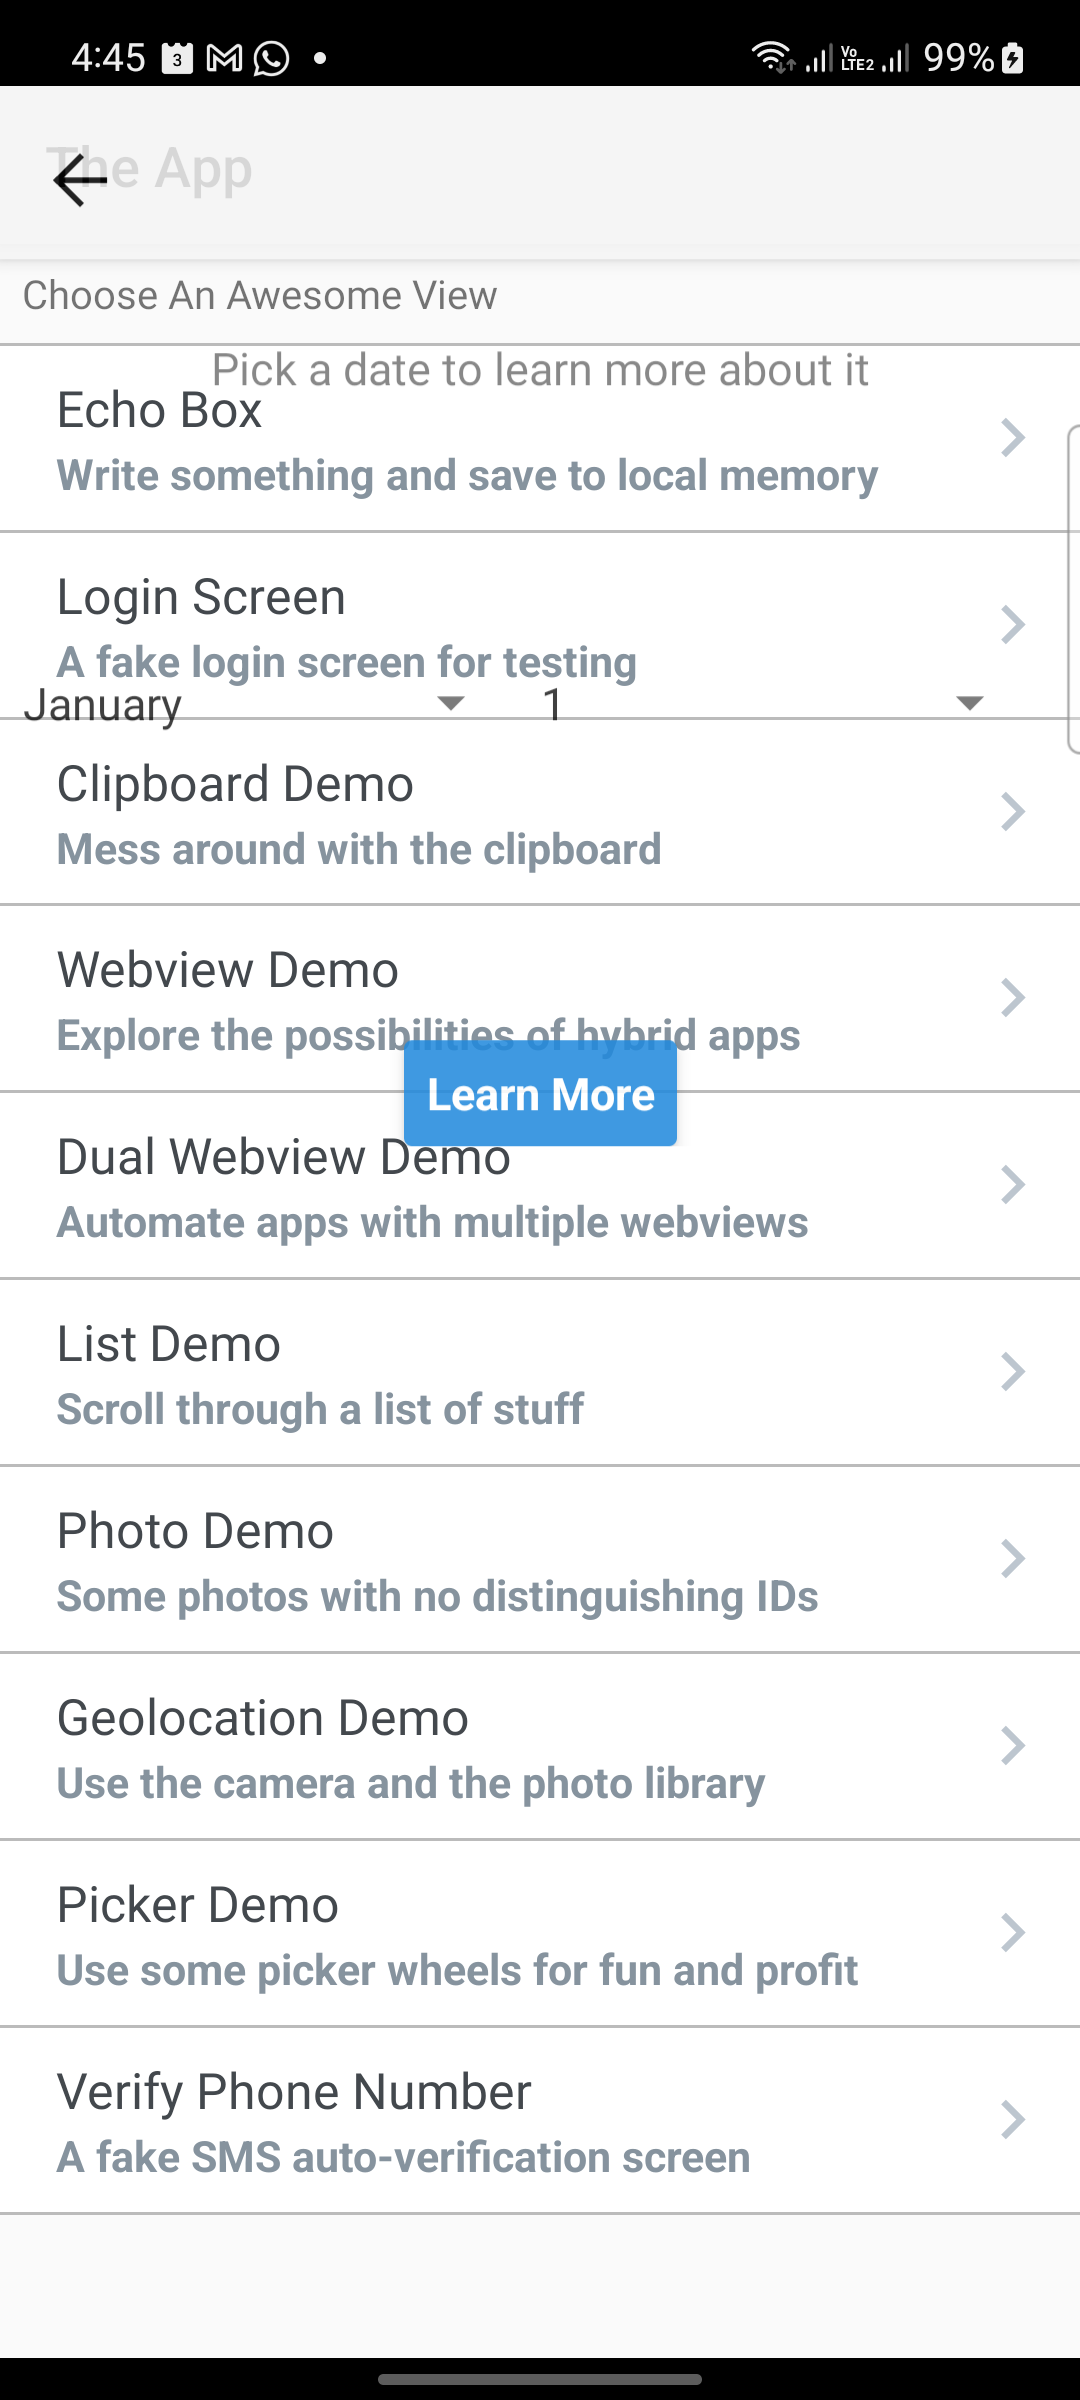 4:45 3 Vo LTE2 99%
The App
Choose An Awesome View
Pick a date to learn more about it
Echo Box
Write something and save to local memory
Login Screen
A fake login screen for testing
January 1
Clipboard Demo
Mess around with the clipboard
Webview Demo
Explore the possibilities of hybrid apps
Learn More
Dual Webview Demo
Automate apps with multiple webviews
List Demo
Scroll through a list of stuff
Photo Demo
Some photos with no distinguishing IDs
Geolocation Demo
Use the camera and the photo library
Picker Demo
Use some picker wheels for fun and profit
Verify Phone Number
A fake SMS auto-verification screen